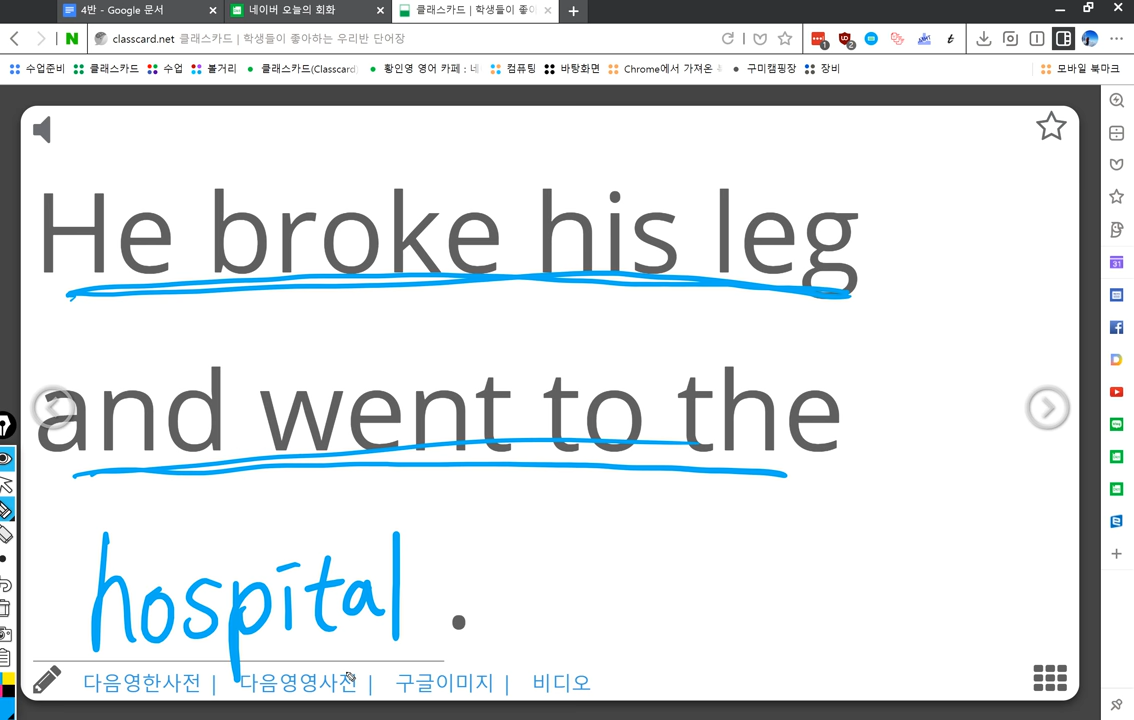 4반 - Google 문서
네이버 오늘의 회화
클래스카드 | 학생들이 좋아
classcard.net 클래스카드 | 학생들이 좋아하는 우리반 단어장
수업준비 클래스카드 수업 볼거리 클래스카드(Classcard) 황인영 영어 카페 ; 네 컴퓨팅 바탕화면 Chrome에서 가져온 구미캠핑장 장비 모바일 북마크
He broke his leg
and went to the
hospital .
다음영한사전 | 다음영영사전 | 구글이미지 | 비디오